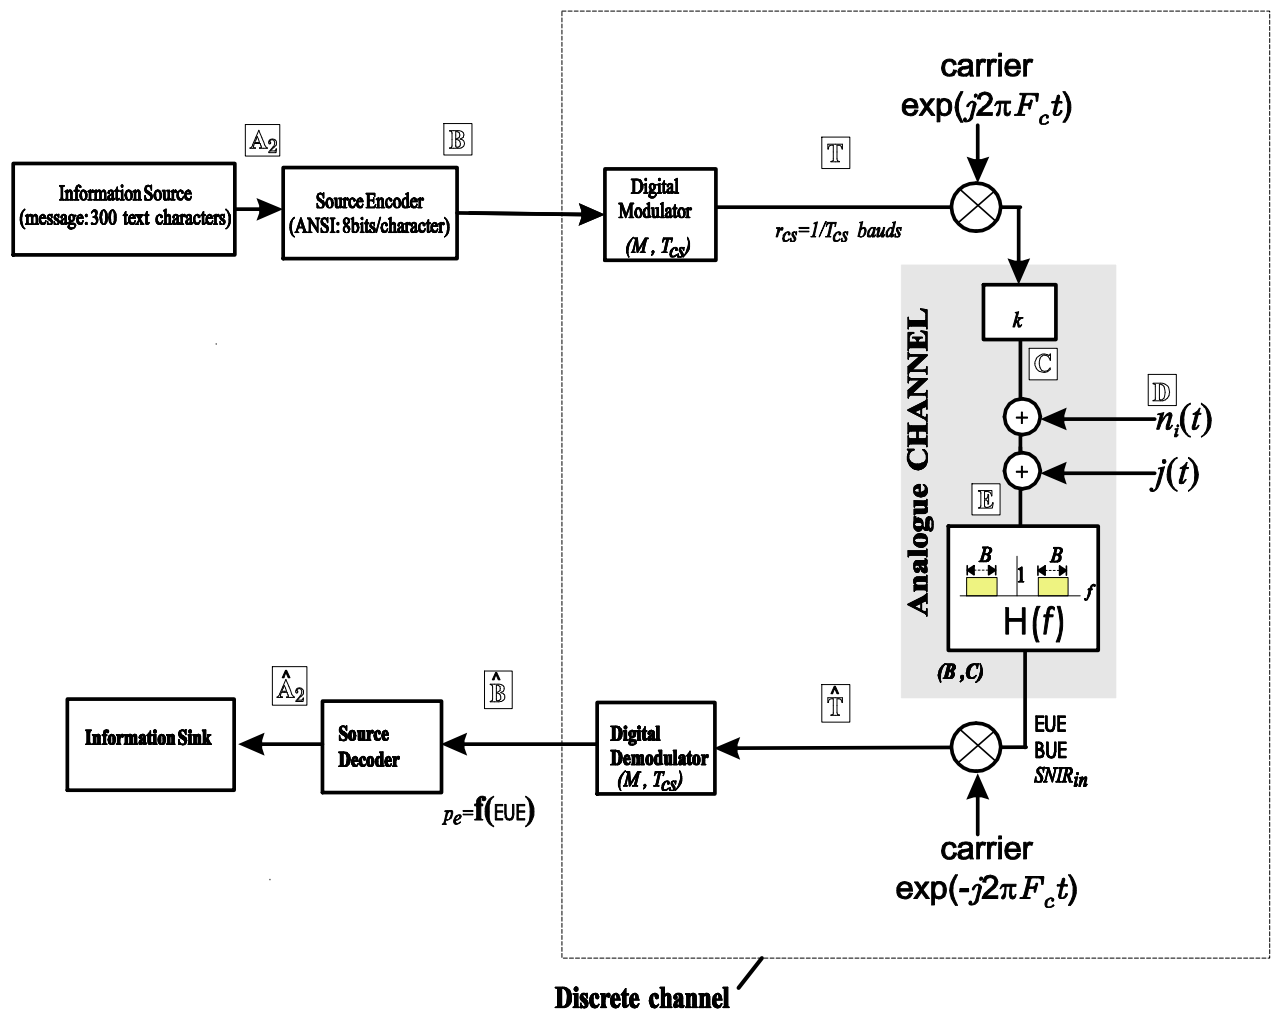 carrier
exp(j2πF_c t)
𝔸₂
𝔹
𝕋
Information Source
(message: 300 text characters)
Source Encoder
(ANSI: 8bits/character)
Digital
Modulator
(M , T_cs)
r_cs=1/T_cs bauds
k
ℂ
𝔻
+
n_i(t)
+
j(t)
𝔼
Analogue CHANNEL
B
B
1
f
H(f)
(B ,C)
𝔸̂₂
𝔹̂
𝕋̂
EUE
BUE
SNIR_in
Information Sink
Source
Decoder
Digital
Demodulator
(M , T_cs)
p_e=f(EUE)
carrier
exp(-j2πF_c t)
Discrete channel